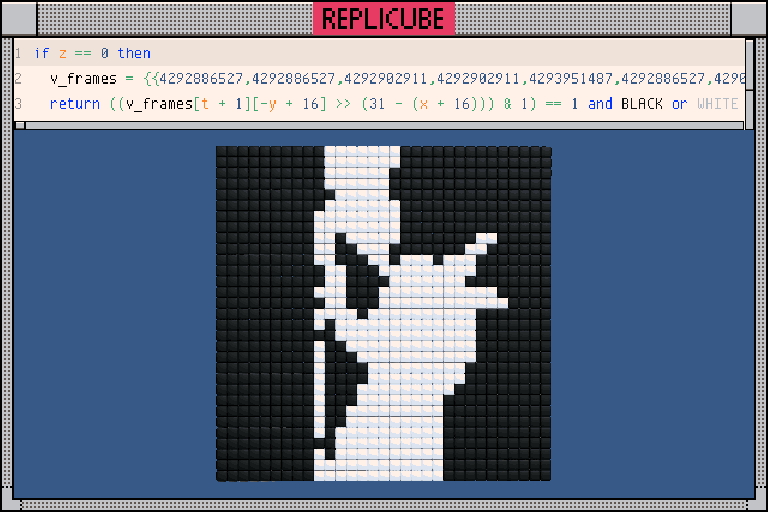 REPLICUBE
1 if z == 0 then
2 v_frames = {{4292886527,4292886527,4292902911,4292902911,4293951487,4292886527,4290
3 return ((v_frames[t + 1][-y + 16] >> (31 - (x + 16))) & 1) == 1 and BLACK or WHITE